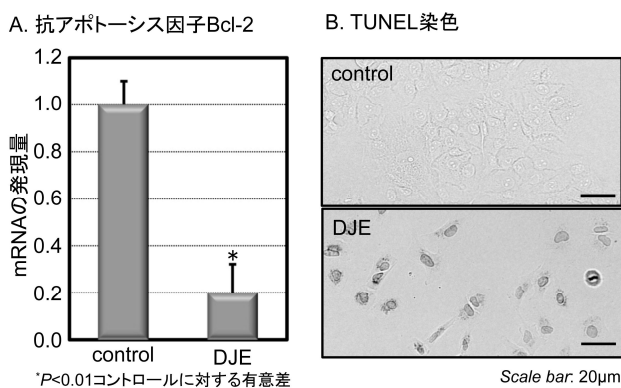 A. 抗アポトーシス因子Bcl-2
mRNAの発現量
1.2
1.0
0.8
0.6
0.4
0.2
0.0
*
control
DJE
*P<0.01コントロールに対する有意差
B. TUNEL染色
control
DJE
Scale bar: 20μm